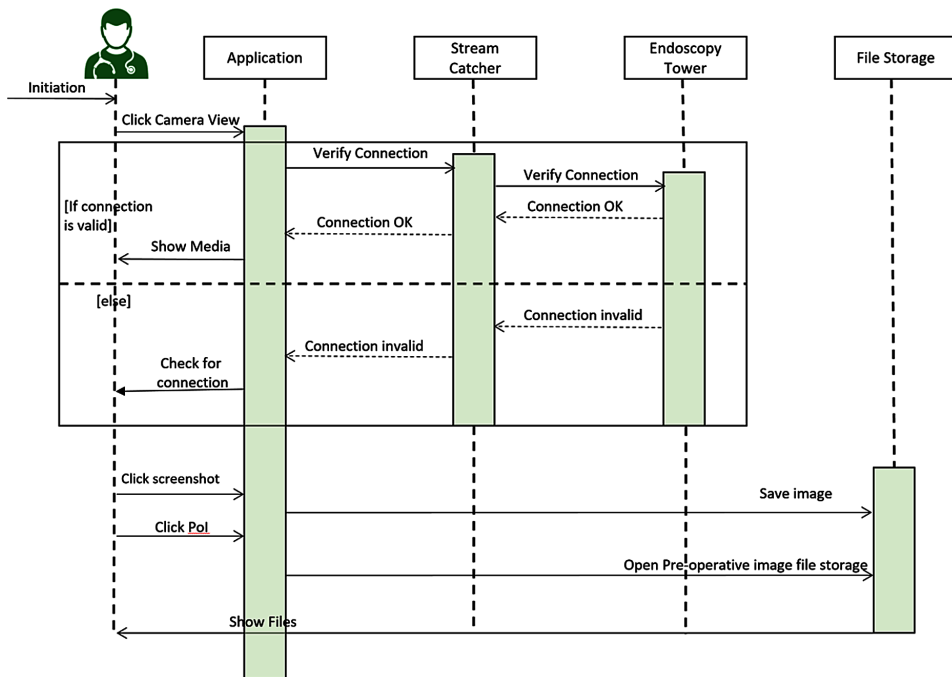 Application
Stream
Catcher
Endoscopy
Tower
File Storage
Initiation
Click Camera View
Verify Connection
Verify Connection
[If connection
is valid]
Connection OK
Connection OK
Show Media
[else]
Connection invalid
Connection invalid
Check for
connection
Click screenshot
Save image
Click PoI
Open Pre-operative image file storage
Show Files